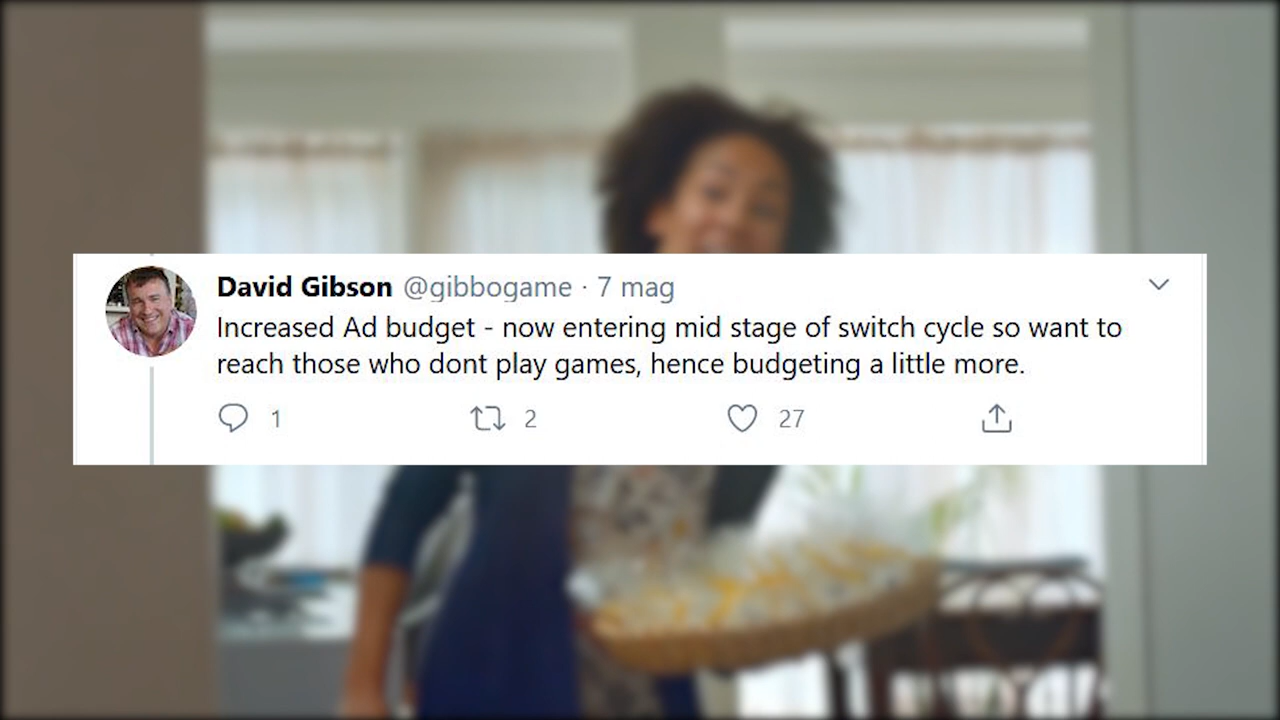 David Gibson @gibbogame · 7 mag
Increased Ad budget - now entering mid stage of switch cycle so want to
reach those who dont play games, hence budgeting a little more.
1 2 27